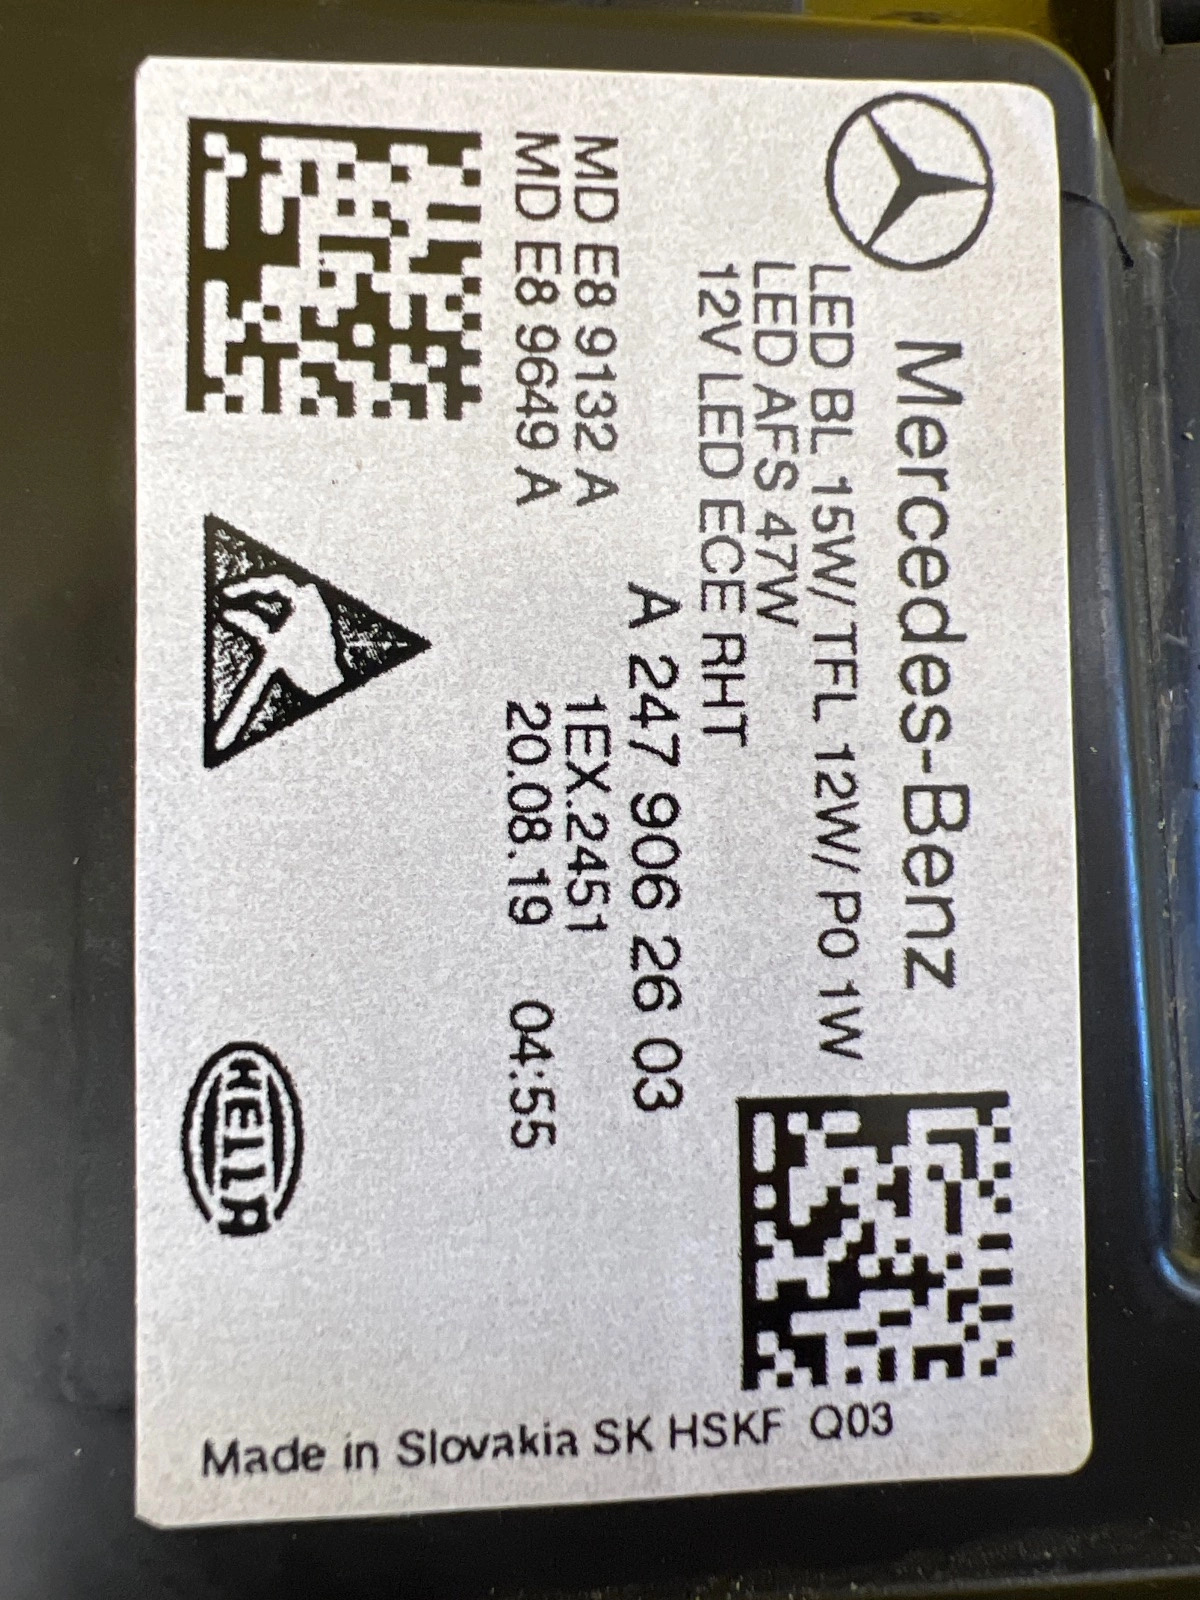 Mercedes-Benz
LED BL 15W/ TFL 12W/ PO 1W
LED AFS 47W
12V LED ECE RHT
A 247 906 26 03
MD E8 9132 A
1EX.2451
MD E8 9649 A
20.08.19 04:55
HELLA
Made in Slovakia SK HSKF Q03